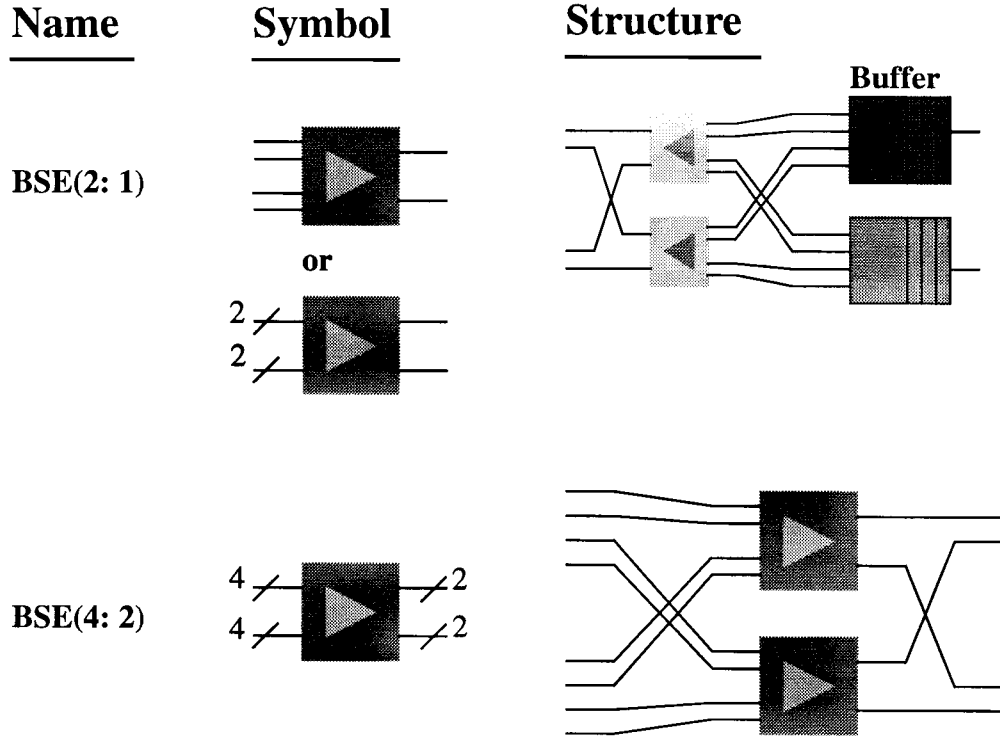 Name Symbol Structure
Buffer
BSE(2: 1)
or
2
2
4 2
BSE(4: 2)
4 2